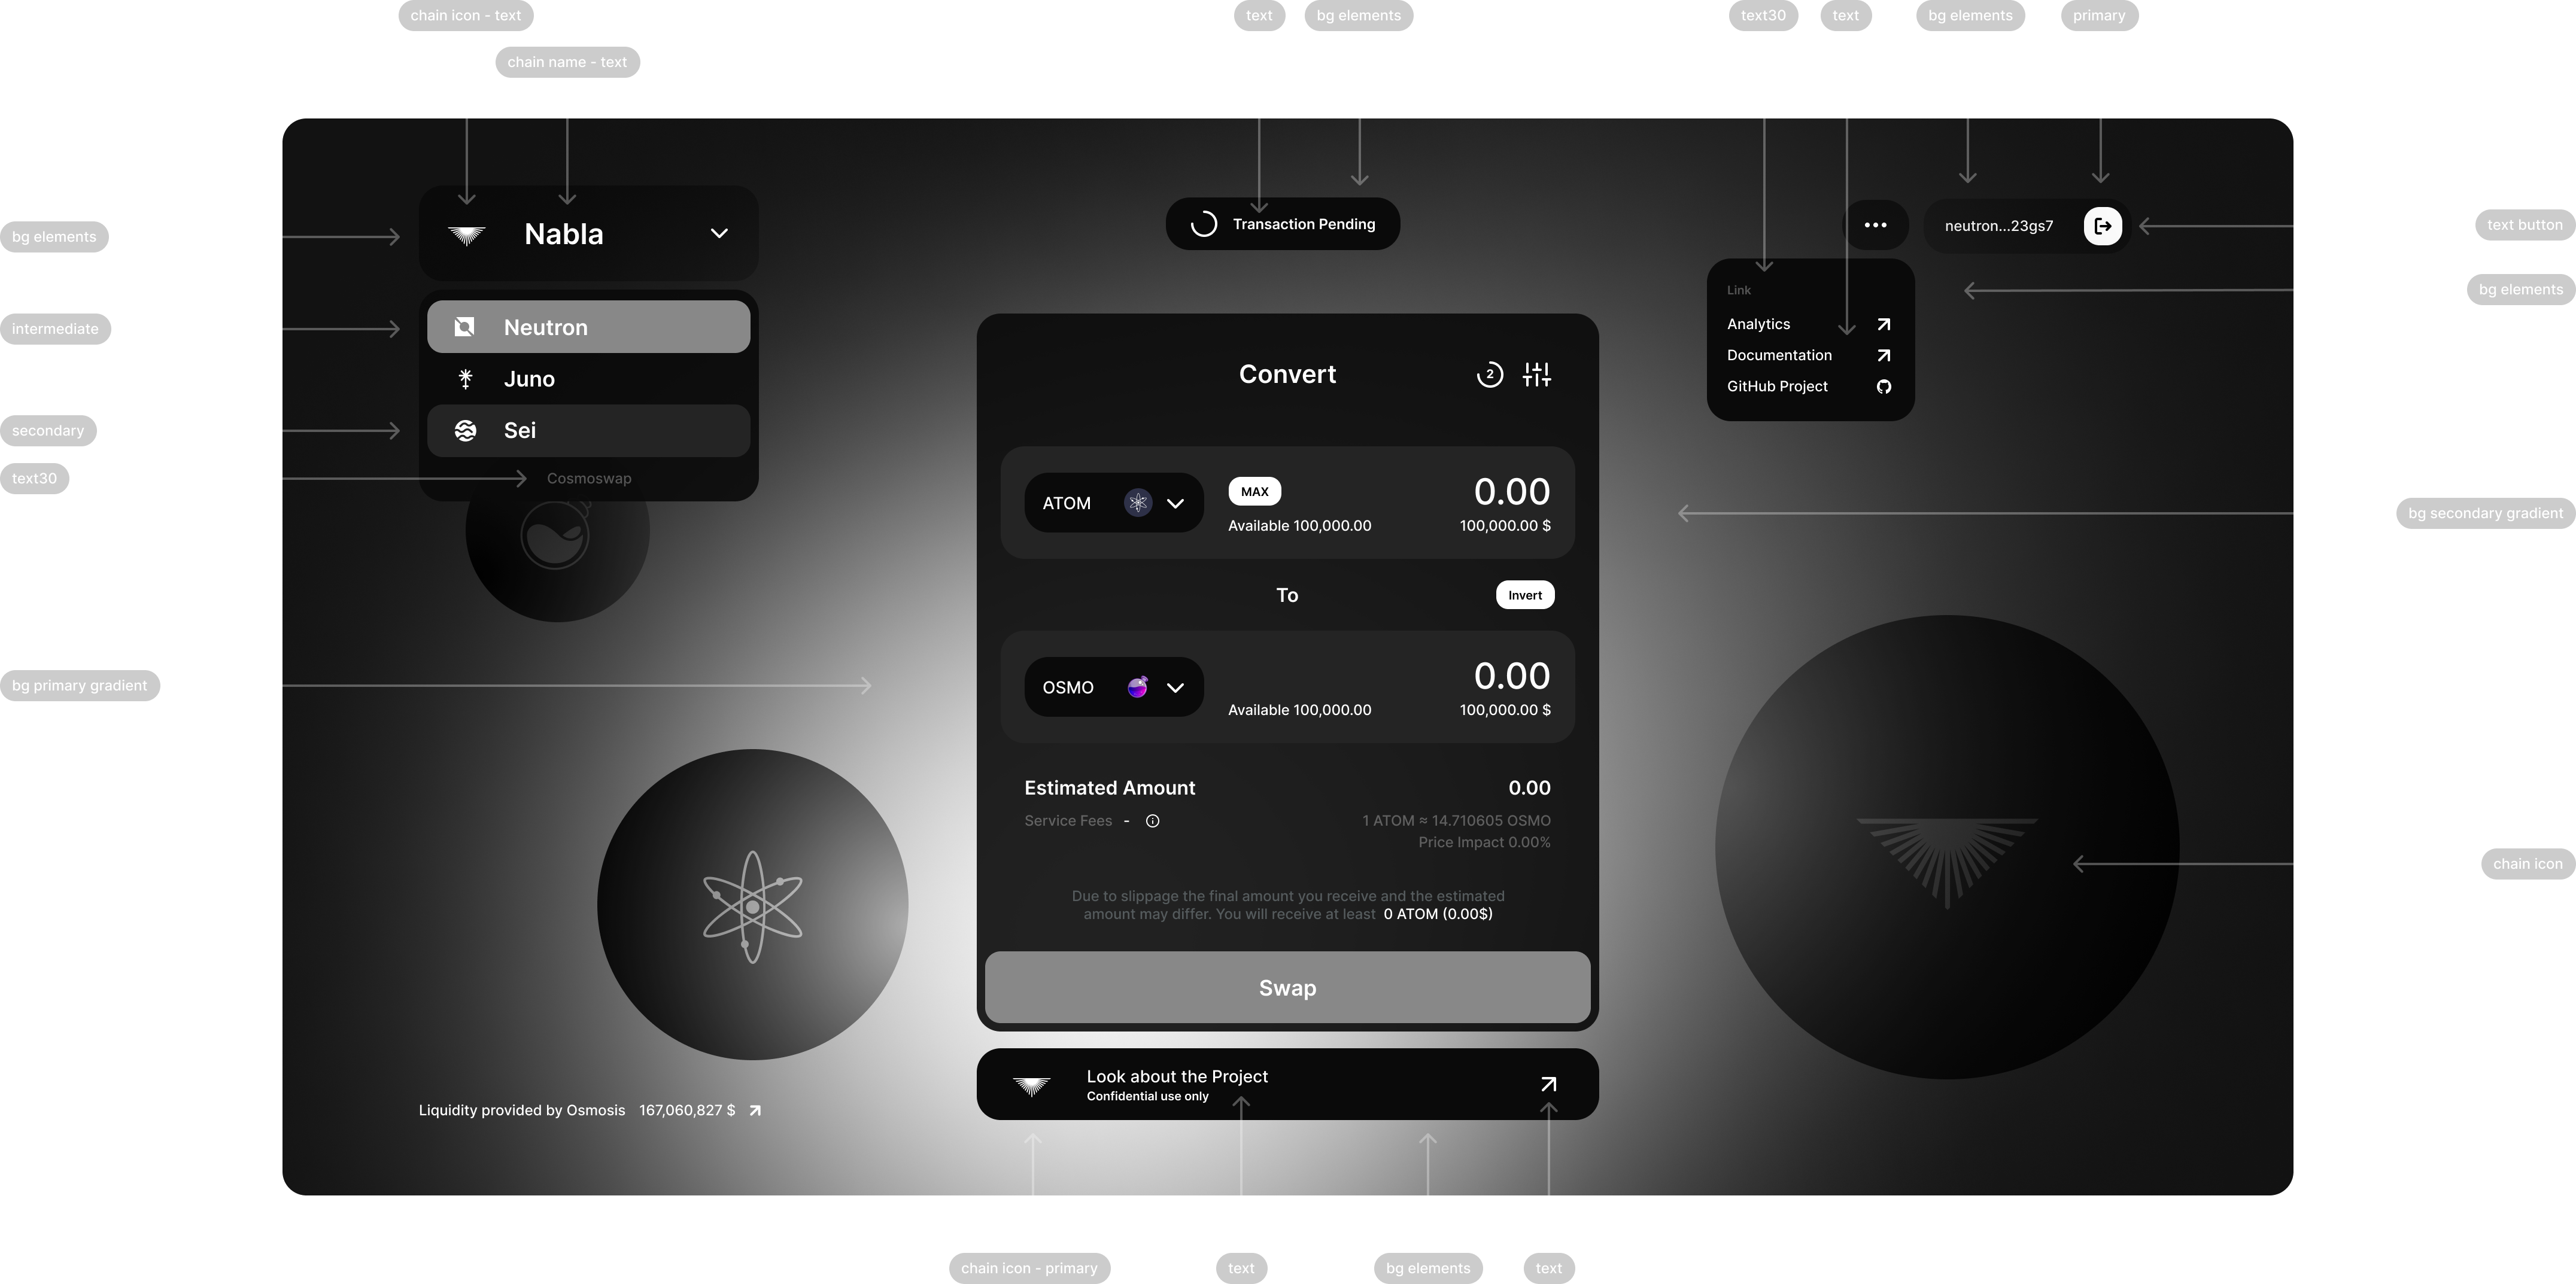 chain icon - text
text
bg elements
text30
text
bg elements
primary
chain name - text
bg elements
Nabla
Transaction Pending
neutron...23gs7
text button
Link
bg elements
intermediate
Neutron
Analytics
Documentation
GitHub Project
Juno
Convert
2
secondary
Sei
text30
Cosmoswap
ATOM
MAX
0.00
Available 100,000.00
100,000.00 $
bg secondary gradient
To
Invert
bg primary gradient
OSMO
0.00
Available 100,000.00
100,000.00 $
Estimated Amount
0.00
Service Fees -
1 ATOM ≈ 14.710605 OSMO
Price Impact 0.00%
chain icon
Due to slippage the final amount you receive and the estimated
amount may differ. You will receive at least 0 ATOM (0.00$)
Swap
Look about the Project
Confidential use only
Liquidity provided by Osmosis 167,060,827 $
chain icon - primary
text
bg elements
text